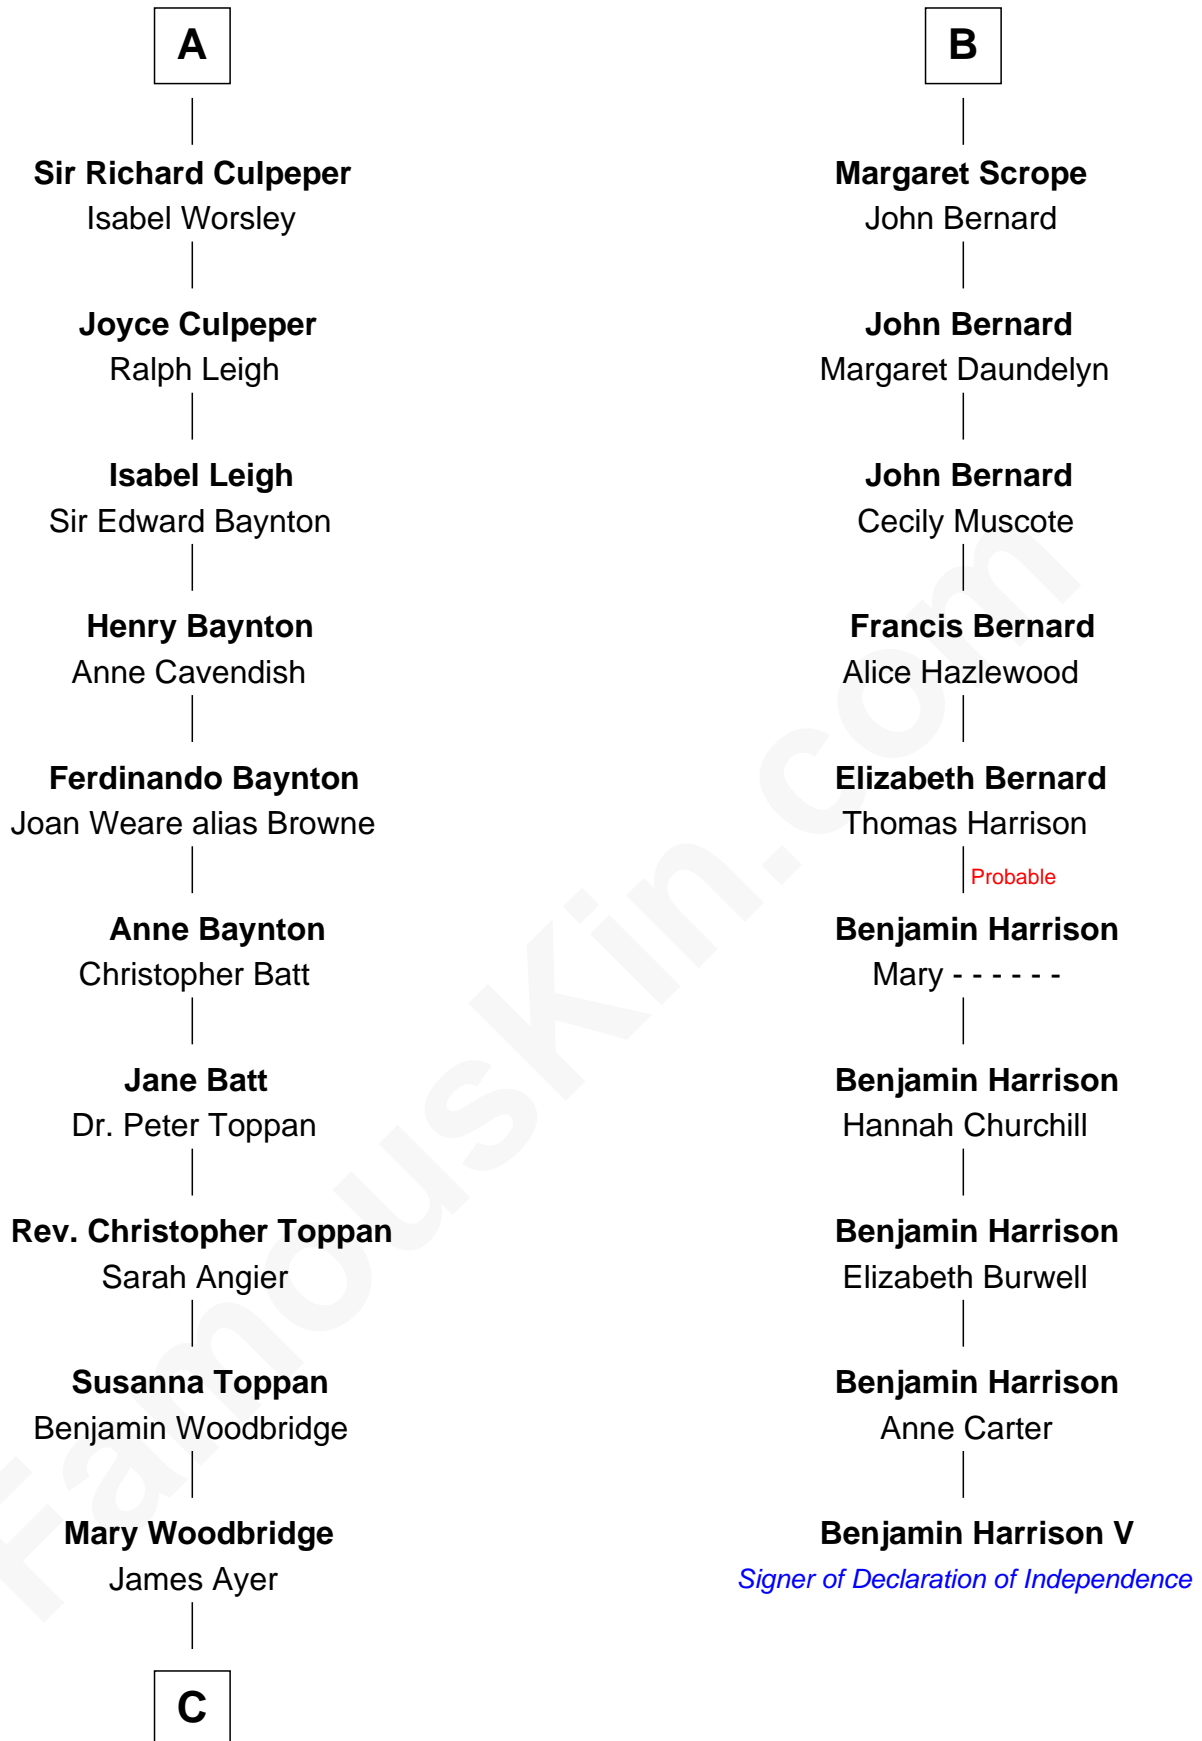 A
Sir Richard Culpeper
Isabel Worsley
Joyce Culpeper
Ralph Leigh
Isabel Leigh
Sir Edward Baynton
Henry Baynton
Anne Cavendish
Ferdinando Baynton
Joan Weare alias Browne
Anne Baynton
Christopher Batt
Jane Batt
Dr. Peter Toppan
Rev. Christopher Toppan
Sarah Angier
Susanna Toppan
Benjamin Woodbridge
Mary Woodbridge
James Ayer
C
B
Margaret Scrope
John Bernard
John Bernard
Margaret Daundelyn
John Bernard
Cecily Muscote
Francis Bernard
Alice Hazlewood
Elizabeth Bernard
Thomas Harrison
Probable
Benjamin Harrison
Mary - - - - - -
Benjamin Harrison
Hannah Churchill
Benjamin Harrison
Elizabeth Burwell
Benjamin Harrison
Anne Carter
Benjamin Harrison V
Signer of Declaration of Independence
FamousKin.com